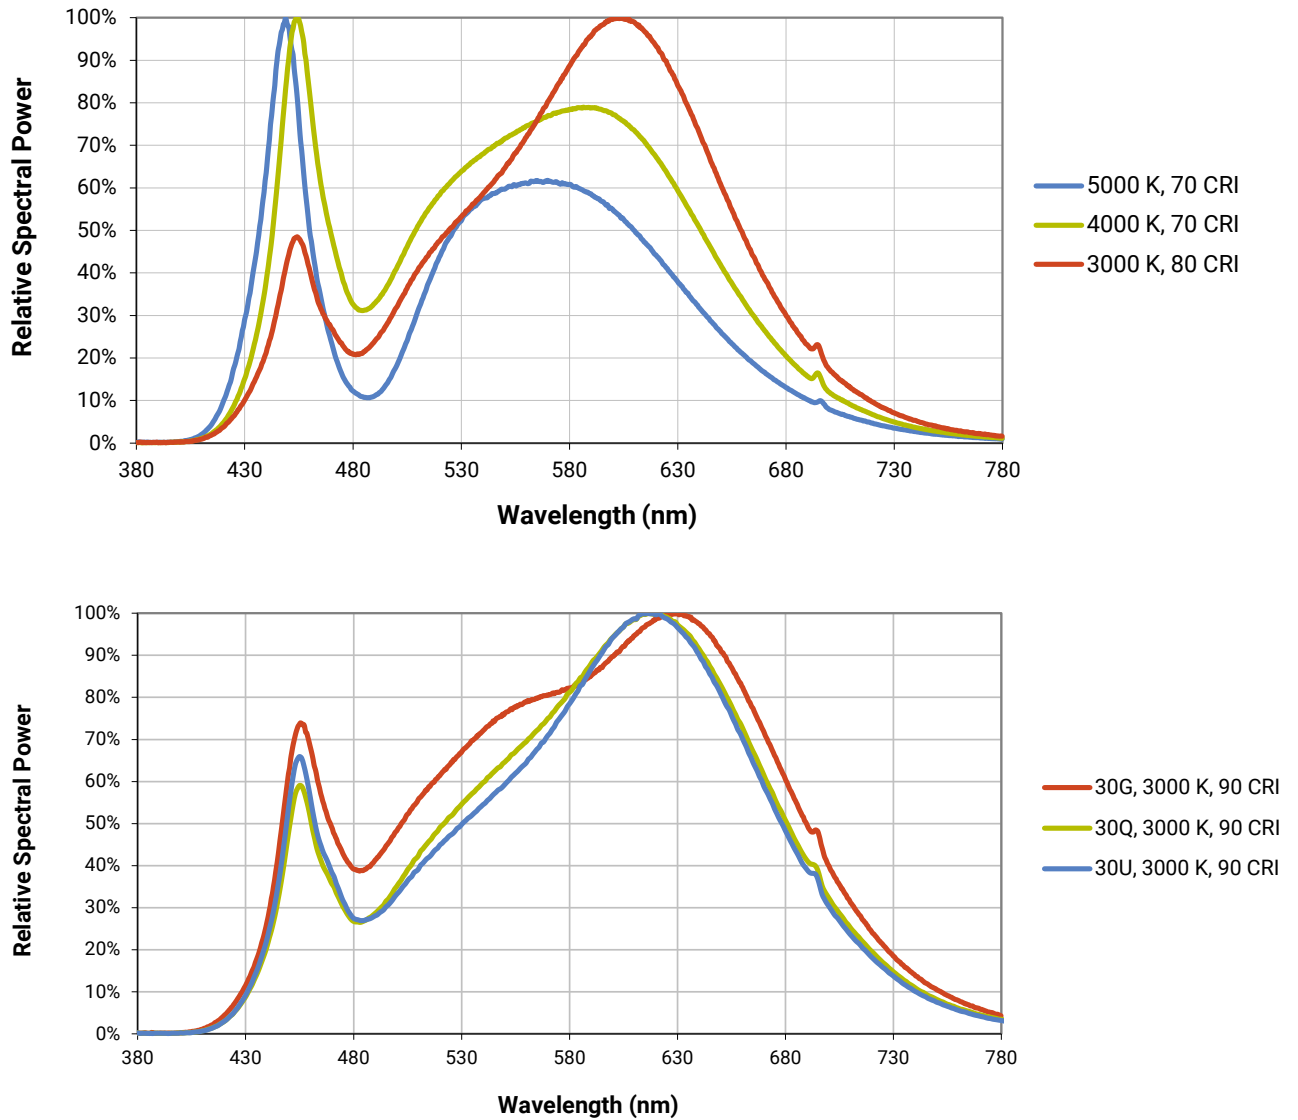 100%
90%
80%
70%
60%
50%
40%
30%
20%
10%
0%
Relative Spectral Power
380 430 480 530 580 630 680 730 780
Wavelength (nm)
5000 K, 70 CRI
4000 K, 70 CRI
3000 K, 80 CRI
100%
90%
80%
70%
60%
50%
40%
30%
20%
10%
0%
Relative Spectral Power
380 430 480 530 580 630 680 730 780
Wavelength (nm)
30G, 3000 K, 90 CRI
30Q, 3000 K, 90 CRI
30U, 3000 K, 90 CRI